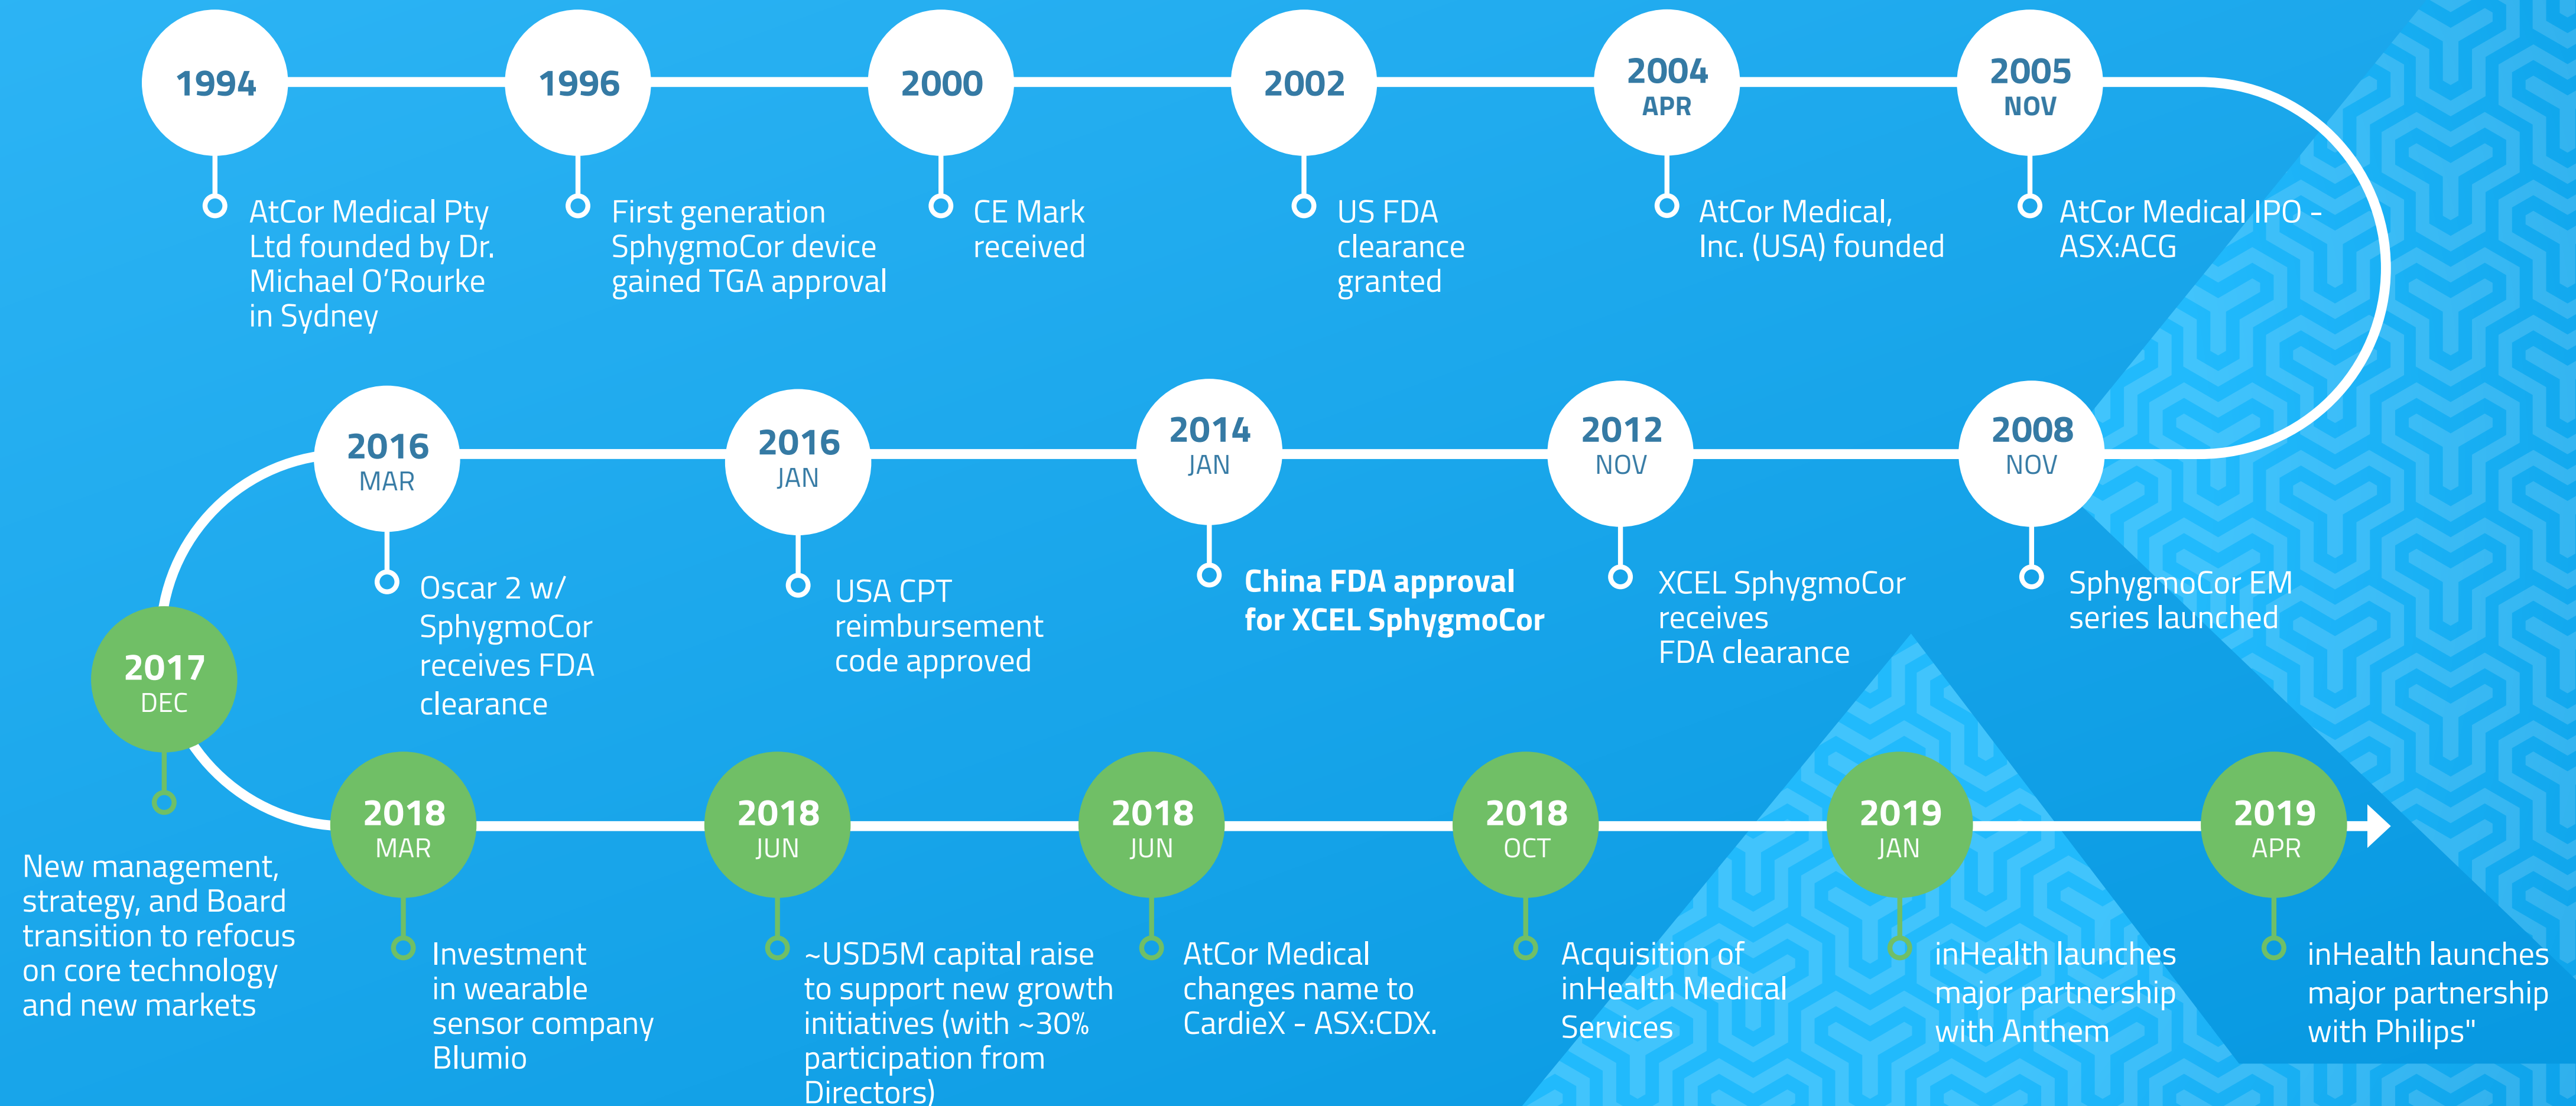 1994
AtCor Medical Pty
Ltd founded by Dr.
Michael O’Rourke
in Sydney
1996
First generation
SphygmoCor device
gained TGA approval
2000
CE Mark
received
2002
US FDA
clearance
granted
2004
APR
AtCor Medical,
Inc. (USA) founded
2005
NOV
AtCor Medical IPO -
ASX:ACG
2008
NOV
SphygmoCor EM
series launched
2012
NOV
XCEL SphygmoCor
receives
FDA clearance
2014
JAN
China FDA approval
for XCEL SphygmoCor
2016
JAN
USA CPT
reimbursement
code approved
2016
MAR
Oscar 2 w/
SphygmoCor
receives FDA
clearance
2017
DEC
New management,
strategy, and Board
transition to refocus
on core technology
and new markets
2018
MAR
Investment
in wearable
sensor company
Blumio
2018
JUN
~USD5M capital raise
to support new growth
initiatives (with ~30%
participation from
Directors)
2018
JUN
AtCor Medical
changes name to
CardieX - ASX:CDX.
2018
OCT
Acquisition of
inHealth Medical
Services
2019
JAN
inHealth launches
major partnership
with Anthem
2019
APR
inHealth launches
major partnership
with Philips"